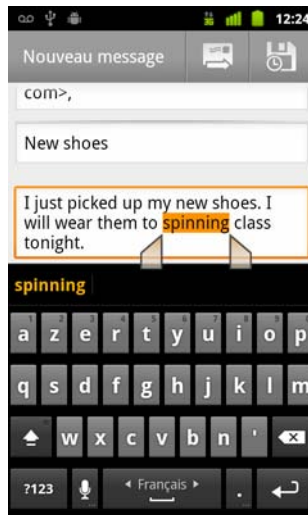 12:24
Nouveau message
com>,
New shoes
I just picked up my new shoes. I
will wear them to spinning class
tonight.
spinning
1 2 3 4 5 6 7 8 9 0
a z e r t y u i o p
q s d f g h j k l m
w x c v b n '
?123 Français .